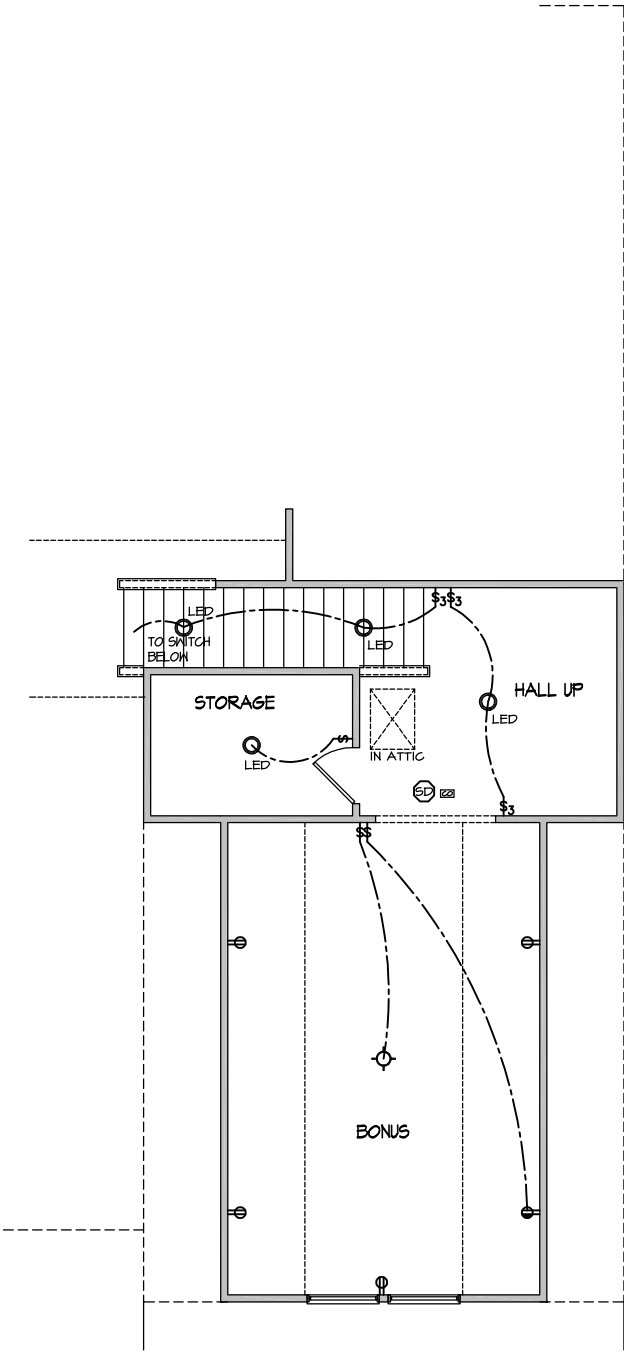 $3 $3
LED
TO SWITCH
BELOW
LED
STORAGE
HALL UP
LED
$
LED
IN ATTIC
SD
$3
$$
BONUS